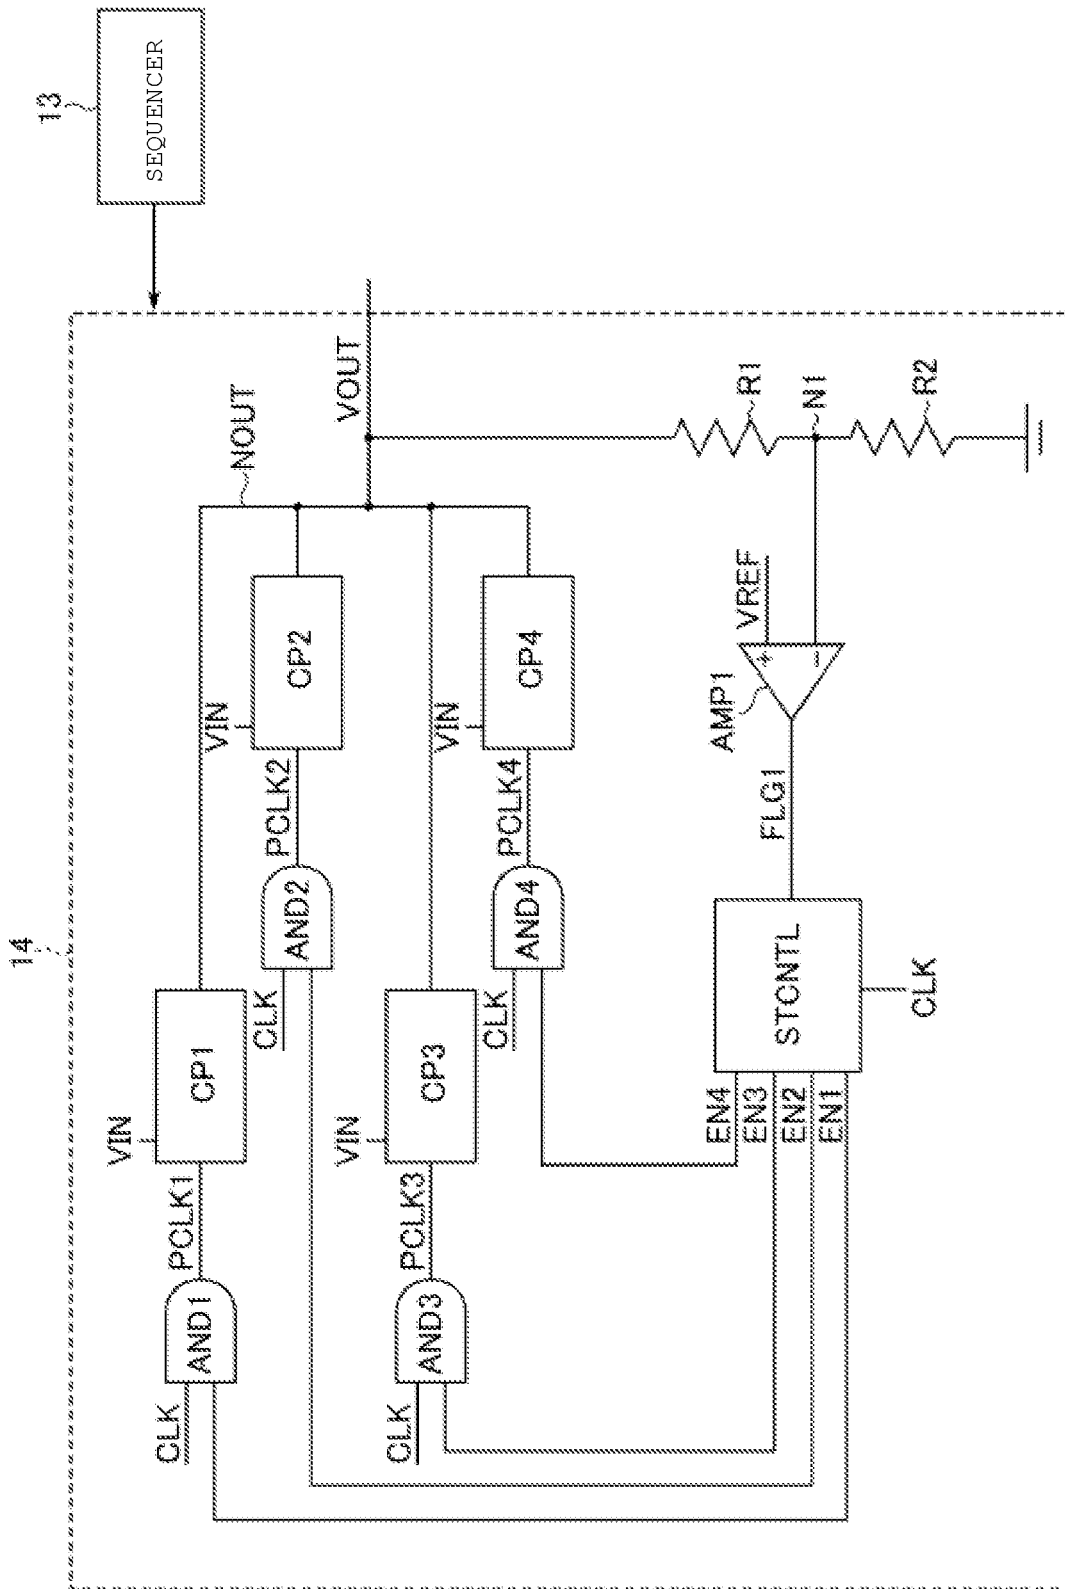 14
13
SEQUENCER
CLK
AND1
PCLK1
VIN
CP1
NOUT
CLK
AND2
PCLK2
VIN
CP2
VOUT
CLK
AND3
PCLK3
VIN
CP3
CLK
AND4
PCLK4
VIN
CP4
EN4
EN3
EN2
EN1
STCNTL
CLK
FLG1
AMP1
+
−
VREF
R1
N1
R2